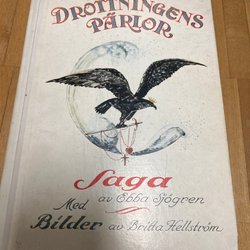 DROTTNINGENS
PÄRLOR
Saga
av Ebba Sjögren
Med
Bilder av Britta Hellström